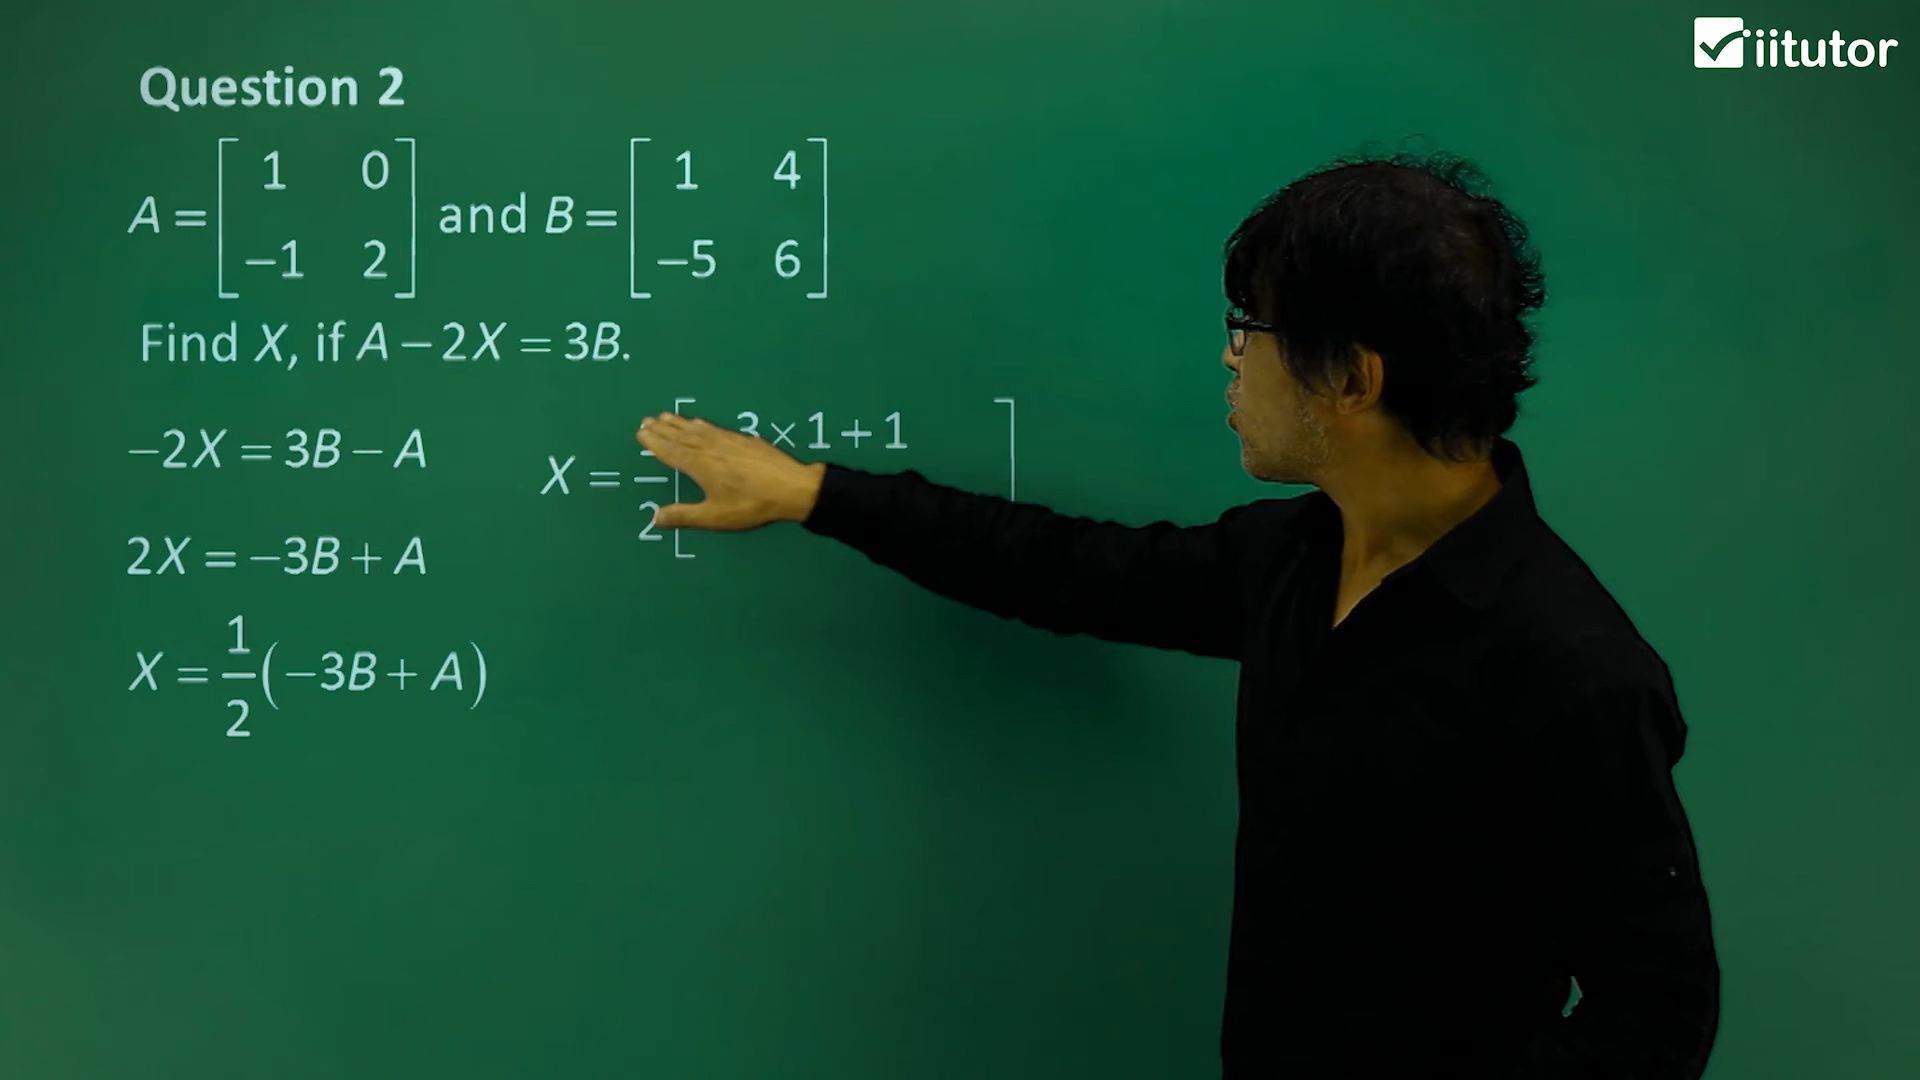 iitutor
Question 2
A = [ 1 0 ; −1 2 ] and B = [ 1 4 ; −5 6 ]
Find X, if A − 2X = 3B.
−2X = 3B − A
2X = −3B + A
X = 1/2 (−3B + A)
X = /2 [ 3×1+1 ]